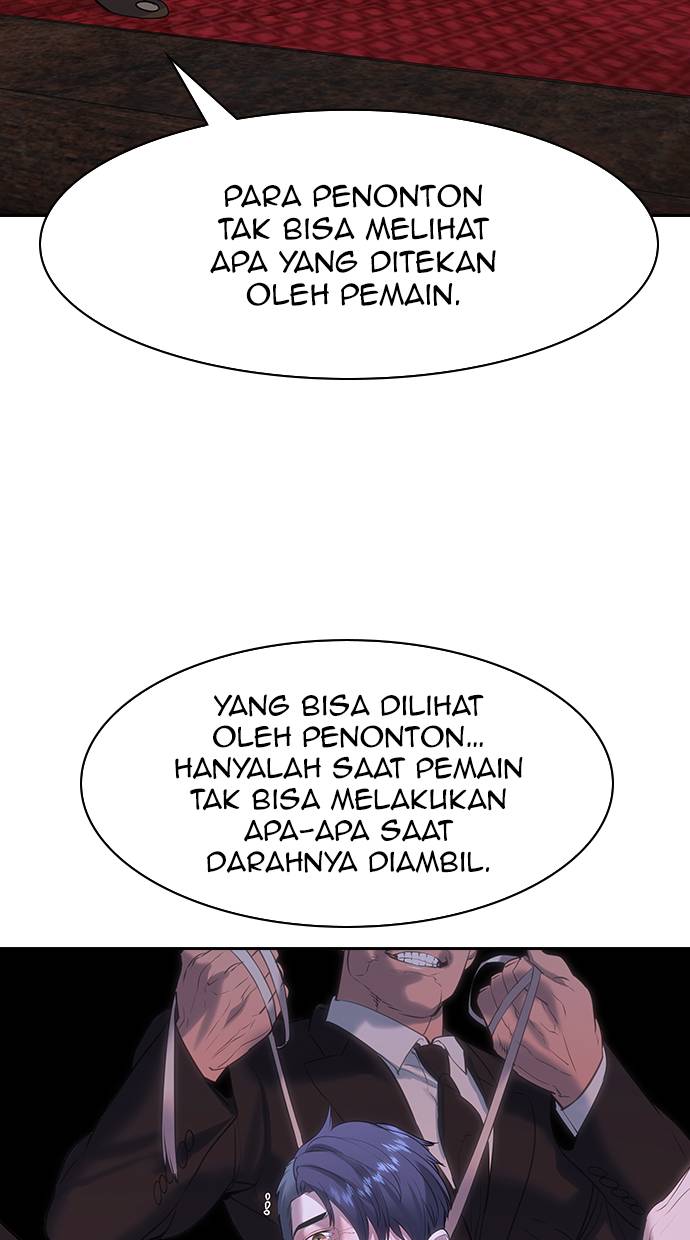 PARA PENONTON
TAK BISA MELIHAT
APA YANG DITEKAN
OLEH PEMAIN.
YANG BISA DILIHAT
OLEH PENONTON...
HANYALAH SAAT PEMAIN
TAK BISA MELAKUKAN
APA-APA SAAT
DARAHNYA DIAMBIL.